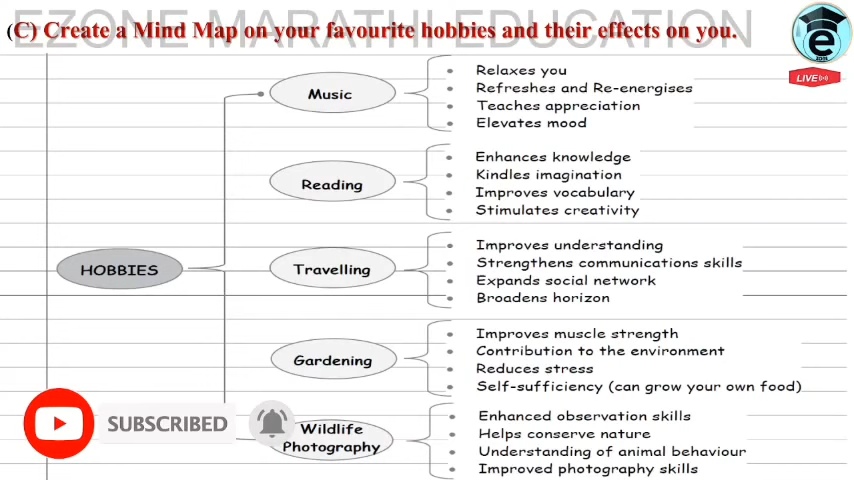 EZONE MARATHI EDUCATION
(C) Create a Mind Map on your favourite hobbies and their effects on you.
e
ZONE
LIVE
HOBBIES
Music
Relaxes you
Refreshes and Re-energises
Teaches appreciation
Elevates mood
Reading
Enhances knowledge
Kindles imagination
Improves vocabulary
Stimulates creativity
Travelling
Improves understanding
Strengthens communications skills
Expands social network
Broadens horizon
Gardening
Improves muscle strength
Contribution to the environment
Reduces stress
Self-sufficiency (can grow your own food)
Wildlife
Photography
Enhanced observation skills
Helps conserve nature
Understanding of animal behaviour
Improved photography skills
SUBSCRIBED